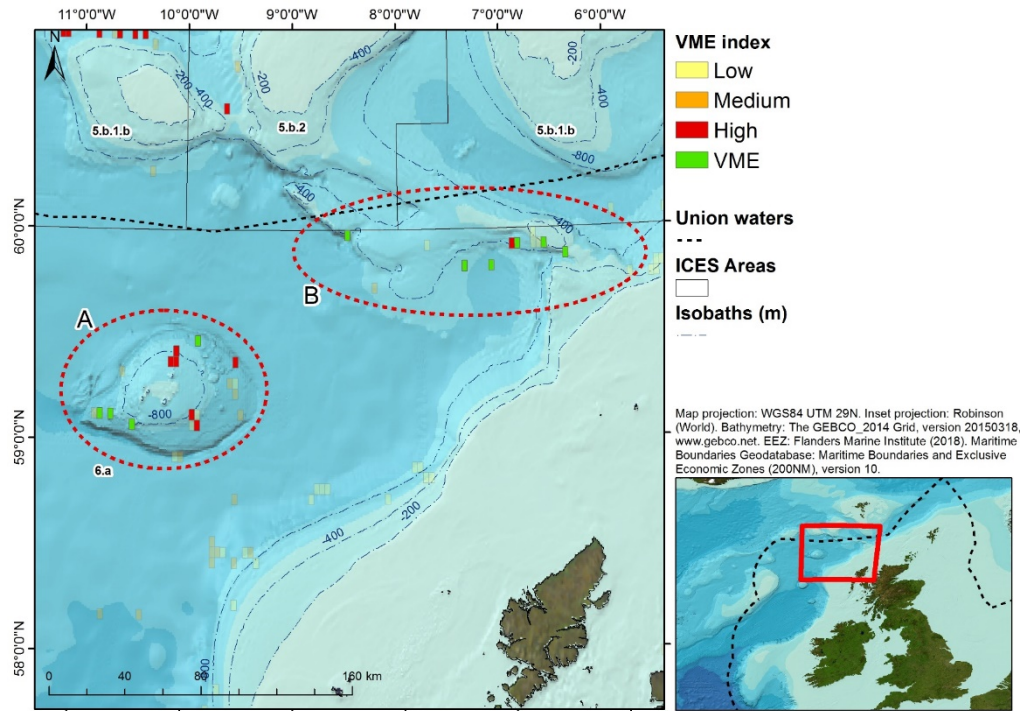 11°0'0"W 10°0'0"W 9°0'0"W 8°0'0"W 7°0'0"W 6°0'0"W
N
-400
-200
-200
-400
-200
-200
-400
-400
5.b.1.b
5.b.2
5.b.1.b
-800
-400
60°0'0"N
-400
B
A
-800
59°0'0"N
6.a
-200
-400
58°0'0"N
-800
0 40 80 160 km
VME index
Low
Medium
High
VME
Union waters
ICES Areas
Isobaths (m)
Map projection: WGS84 UTM 29N. Inset projection: Robinson
(World). Bathymetry: The GEBCO_2014 Grid, version 20150318,
www.gebco.net. EEZ: Flanders Marine Institute (2018). Maritime
Boundaries Geodatabase: Maritime Boundaries and Exclusive
Economic Zones (200NM), version 10.